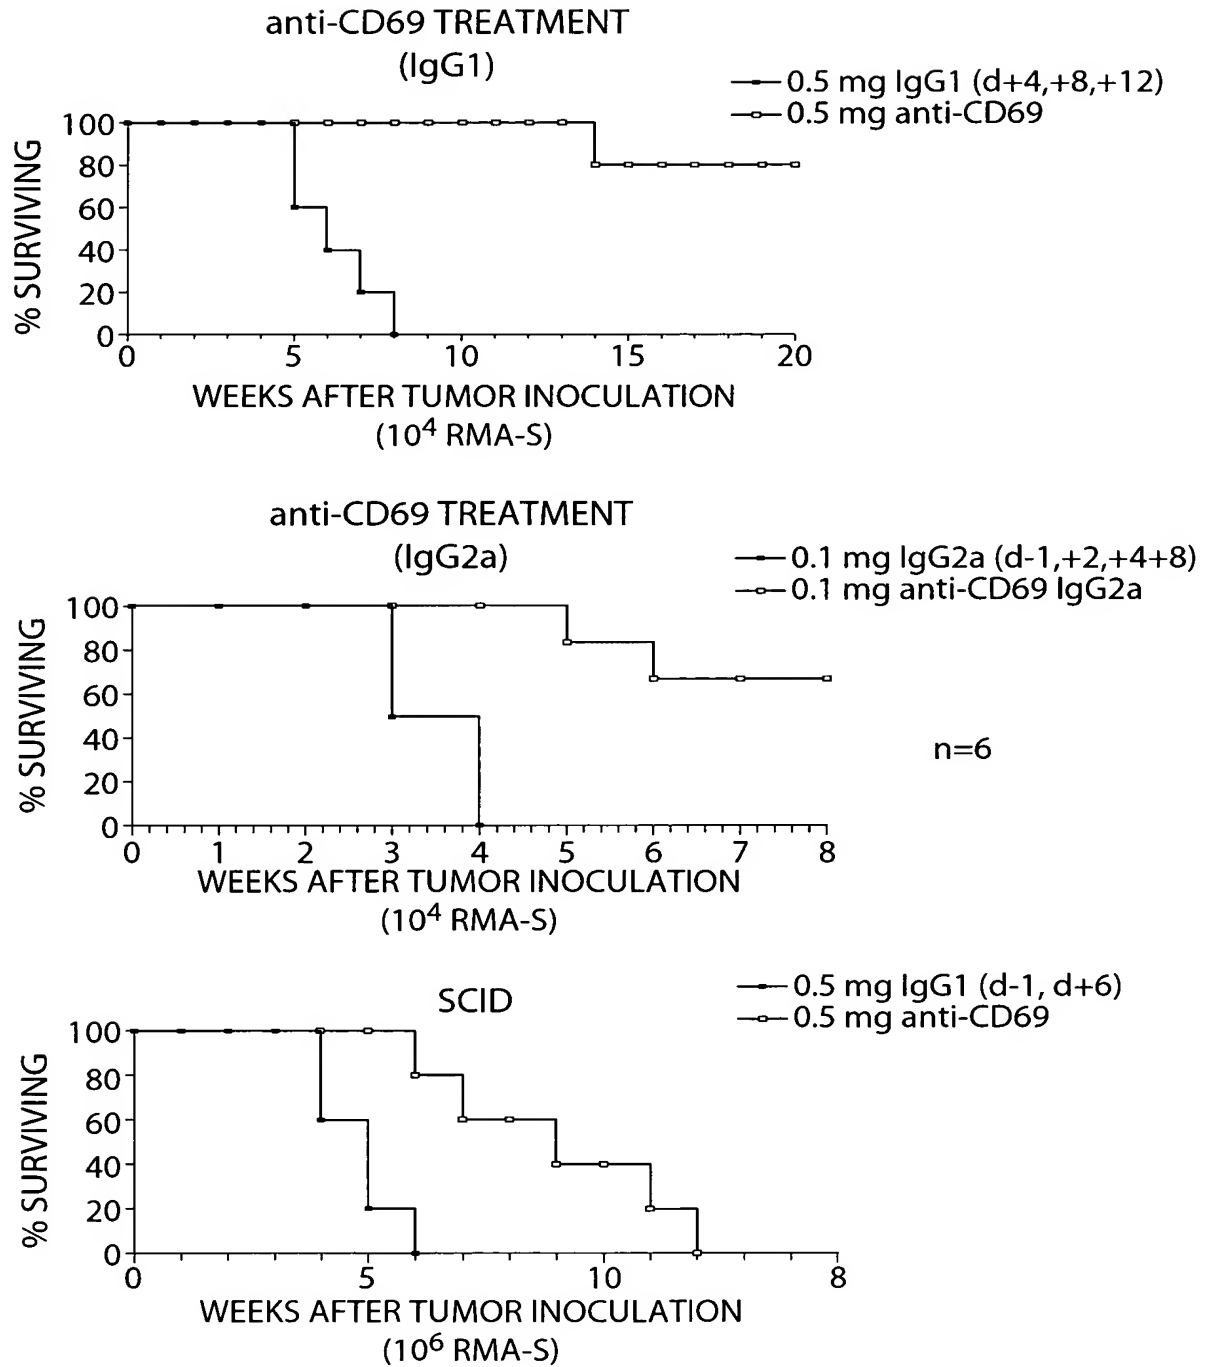 anti-CD69 TREATMENT
(IgG1)
0.5 mg IgG1 (d+4,+8,+12)
0.5 mg anti-CD69
% SURVIVING
100
80
60
40
20
0
0 5 10 15 20
WEEKS AFTER TUMOR INOCULATION
(10⁴ RMA-S)
anti-CD69 TREATMENT
(IgG2a)
0.1 mg IgG2a (d-1,+2,+4+8)
0.1 mg anti-CD69 IgG2a
% SURVIVING
100
80
60
40
20
0
n=6
0 1 2 3 4 5 6 7 8
WEEKS AFTER TUMOR INOCULATION
(10⁴ RMA-S)
SCID
0.5 mg IgG1 (d-1, d+6)
0.5 mg anti-CD69
% SURVIVING
100
80
60
40
20
0
0 5 10 8
WEEKS AFTER TUMOR INOCULATION
(10⁶ RMA-S)